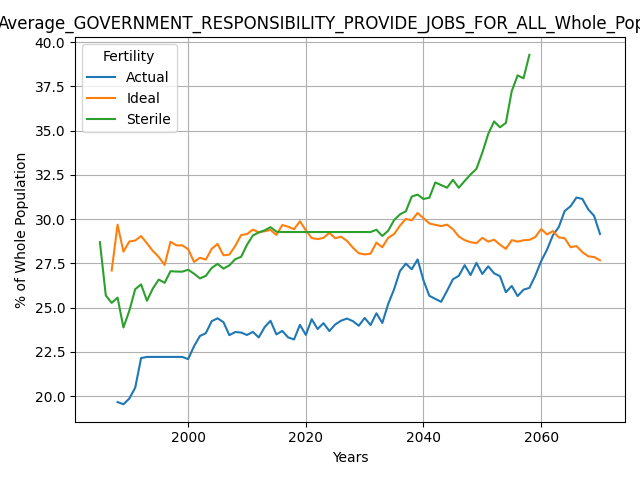 Average_GOVERNMENT_RESPONSIBILITY_PROVIDE_JOBS_FOR_ALL_Whole_Pop
40.0
37.5
35.0
32.5
30.0
27.5
25.0
22.5
20.0
% of Whole Population
Fertility
Actual
Ideal
Sterile
2000
2020
2040
2060
Years